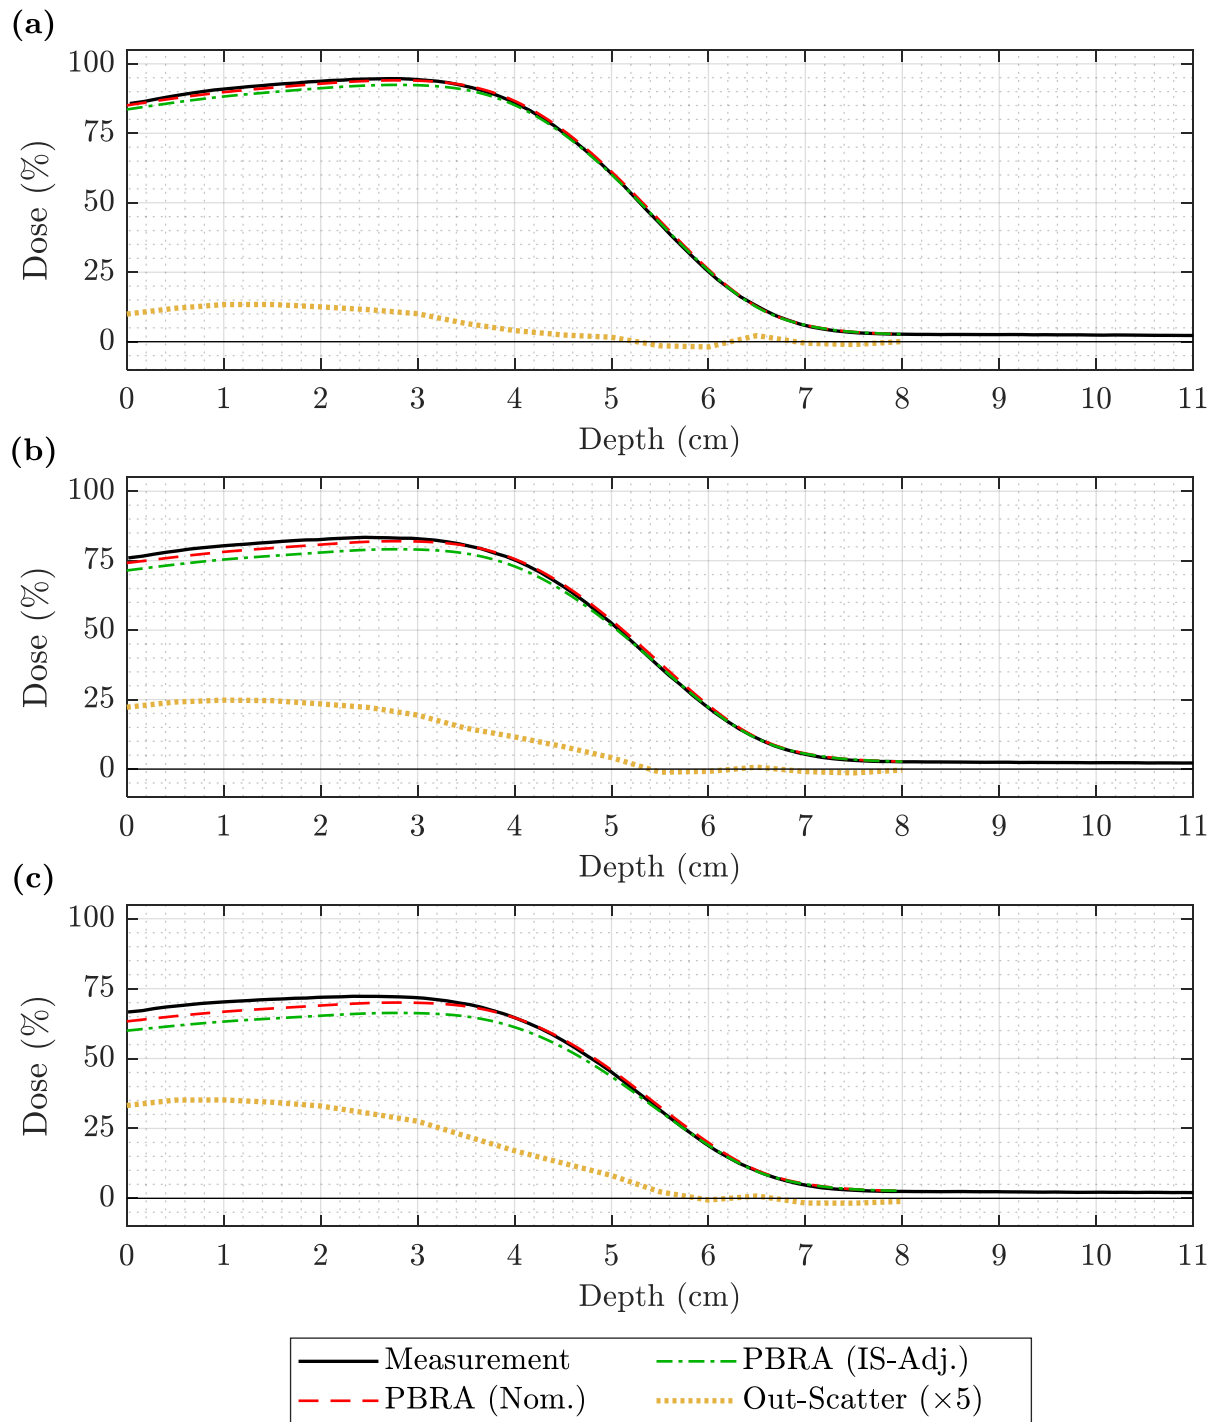 (a)
100
75
50
25
0
Dose (%)
0 1 2 3 4 5 6 7 8 9 10 11
Depth (cm)
(b)
100
75
50
25
0
Dose (%)
0 1 2 3 4 5 6 7 8 9 10 11
Depth (cm)
(c)
100
75
50
25
0
Dose (%)
0 1 2 3 4 5 6 7 8 9 10 11
Depth (cm)
Measurement PBRA (IS-Adj.)
PBRA (Nom.) Out-Scatter (×5)